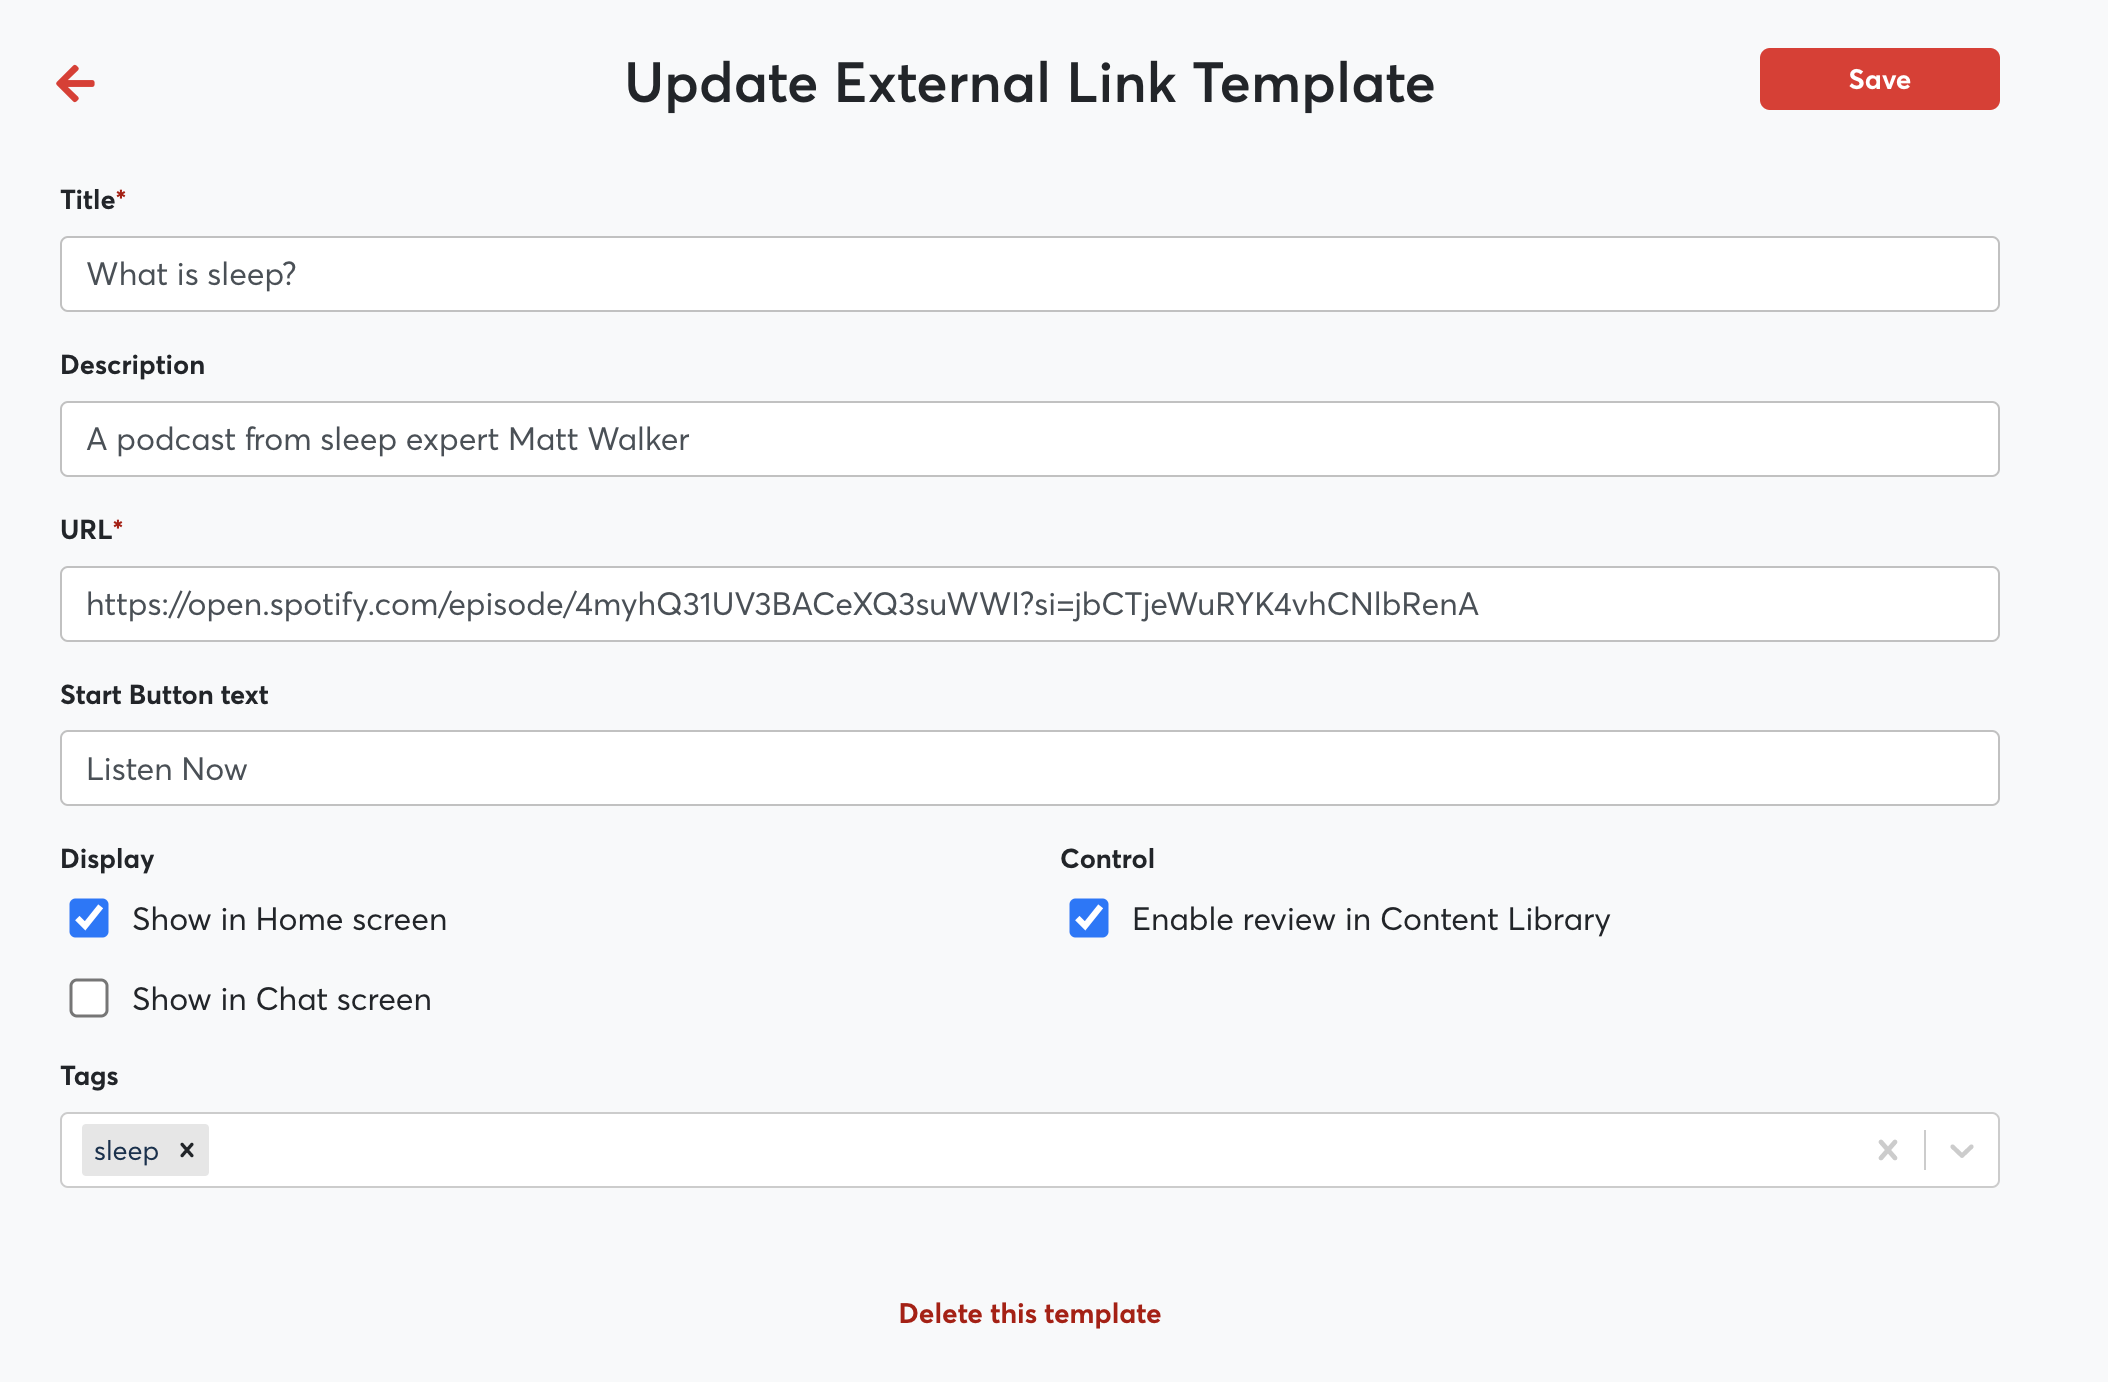 Update External Link Template
Save
Title*
What is sleep?
Description
A podcast from sleep expert Matt Walker
URL*
https://open.spotify.com/episode/4myhQ31UV3BACeXQ3suWWI?si=jbCTjeWuRYK4vhCNlbRenA
Start Button text
Listen Now
Display
Control
Show in Home screen
Enable review in Content Library
Show in Chat screen
Tags
sleep
Delete this template